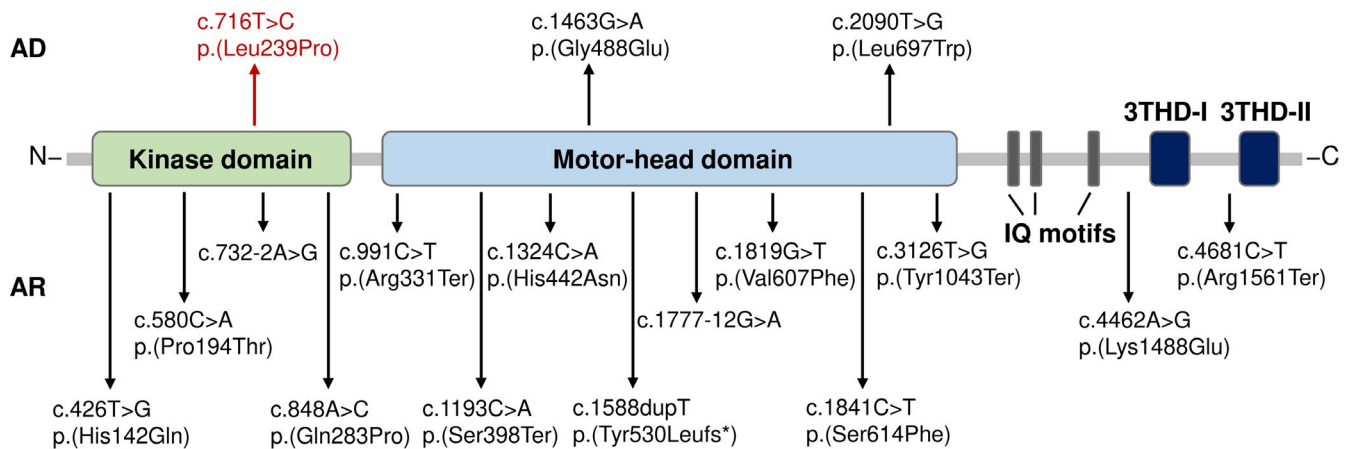 c.716T>C
p.(Leu239Pro)
c.1463G>A
p.(Gly488Glu)
c.2090T>G
p.(Leu697Trp)
AD
3THD-I
3THD-II
N–
Kinase domain
Motor-head domain
–C
IQ motifs
AR
c.732-2A>G
c.991C>T
p.(Arg331Ter)
c.1324C>A
p.(His442Asn)
c.1819G>T
p.(Val607Phe)
c.3126T>G
p.(Tyr1043Ter)
c.4681C>T
p.(Arg1561Ter)
c.580C>A
p.(Pro194Thr)
c.1777-12G>A
c.4462A>G
p.(Lys1488Glu)
c.426T>G
p.(His142Gln)
c.848A>C
p.(Gln283Pro)
c.1193C>A
p.(Ser398Ter)
c.1588dupT
p.(Tyr530Leufs*)
c.1841C>T
p.(Ser614Phe)